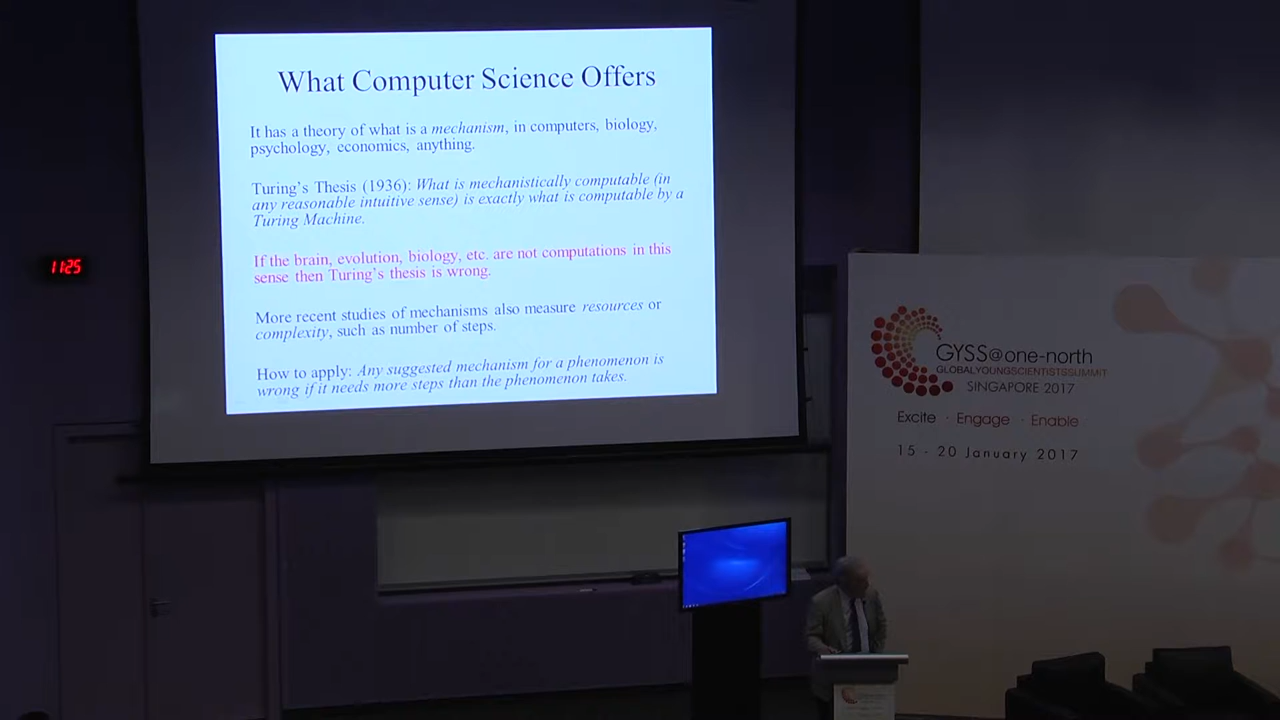 What Computer Science Offers
It has a theory of what is a mechanism, in computers, biology,
psychology, economics, anything.
Turing's Thesis (1936): What is mechanistically computable (in
any reasonable intuitive sense) is exactly what is computable by a
Turing Machine.
If the brain, evolution, biology, etc. are not computations in this
sense then Turing's thesis is wrong.
More recent studies of mechanisms also measure resources or
complexity, such as number of steps.
How to apply: Any suggested mechanism for a phenomenon is
wrong if it needs more steps than the phenomenon takes.
11:25
GYSS@one-north
GLOBALYOUNGSCIENTISTSSUMMIT
SINGAPORE 2017
Excite · Engage · Enable
15 - 20 January 2017